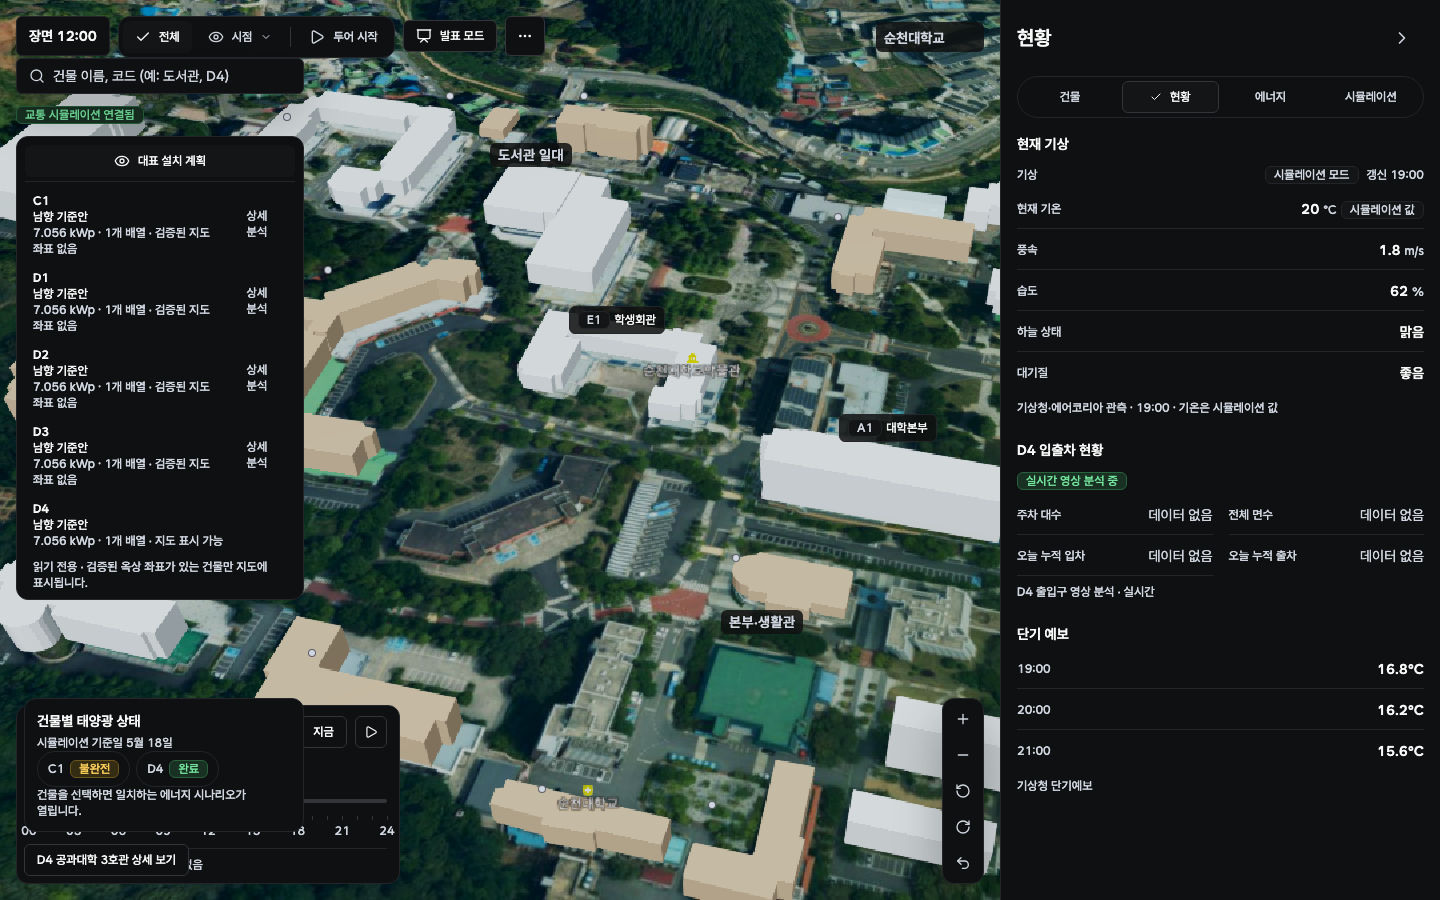 장면 12:00
전체
시점
투어 시작
발표 모드
순천대학교
건물 이름, 코드 (예: 도서관, D4)
교통 시뮬레이션 연결됨
대표 설치 계획
C1
남향 기준안
7.056 kWp · 1개 배열 · 검증된 지도 좌표 없음
상세 분석
D1
남향 기준안
7.056 kWp · 1개 배열 · 검증된 지도 좌표 없음
상세 분석
D2
남향 기준안
7.056 kWp · 1개 배열 · 검증된 지도 좌표 없음
상세 분석
D3
남향 기준안
7.056 kWp · 1개 배열 · 검증된 지도 좌표 없음
상세 분석
D4
남향 기준안
7.056 kWp · 1개 배열 · 지도 표시 가능
읽기 전용 · 검증된 옥상 좌표가 있는 건물만 지도에 표시됩니다.
도서관 일대
E1 학생회관
순천대학교박물관
A1 대학본부
본부·생활관
순천대학교
건물별 태양광 상태
시뮬레이션 기준일 5월 18일
C1 불완전
D4 완료
건물을 선택하면 일치하는 에너지 시나리오가 열립니다.
지금
00 03 06 09 12 15 18 21 24
D4 공과대학 3호관 상세 보기
없음
현황
건물
현황
에너지
시뮬레이션
현재 기상
기상
시뮬레이션 모드
갱신 19:00
현재 기온
20 °C
시뮬레이션 값
풍속
1.8 m/s
습도
62 %
하늘 상태
맑음
대기질
좋음
기상청·에어코리아 관측 · 19:00 · 기온은 시뮬레이션 값
D4 입출차 현황
실시간 영상 분석 중
주차 대수
데이터 없음
전체 면수
데이터 없음
오늘 누적 입차
데이터 없음
오늘 누적 출차
데이터 없음
D4 출입구 영상 분석 · 실시간
단기 예보
19:00
16.8°C
20:00
16.2°C
21:00
15.6°C
기상청 단기예보